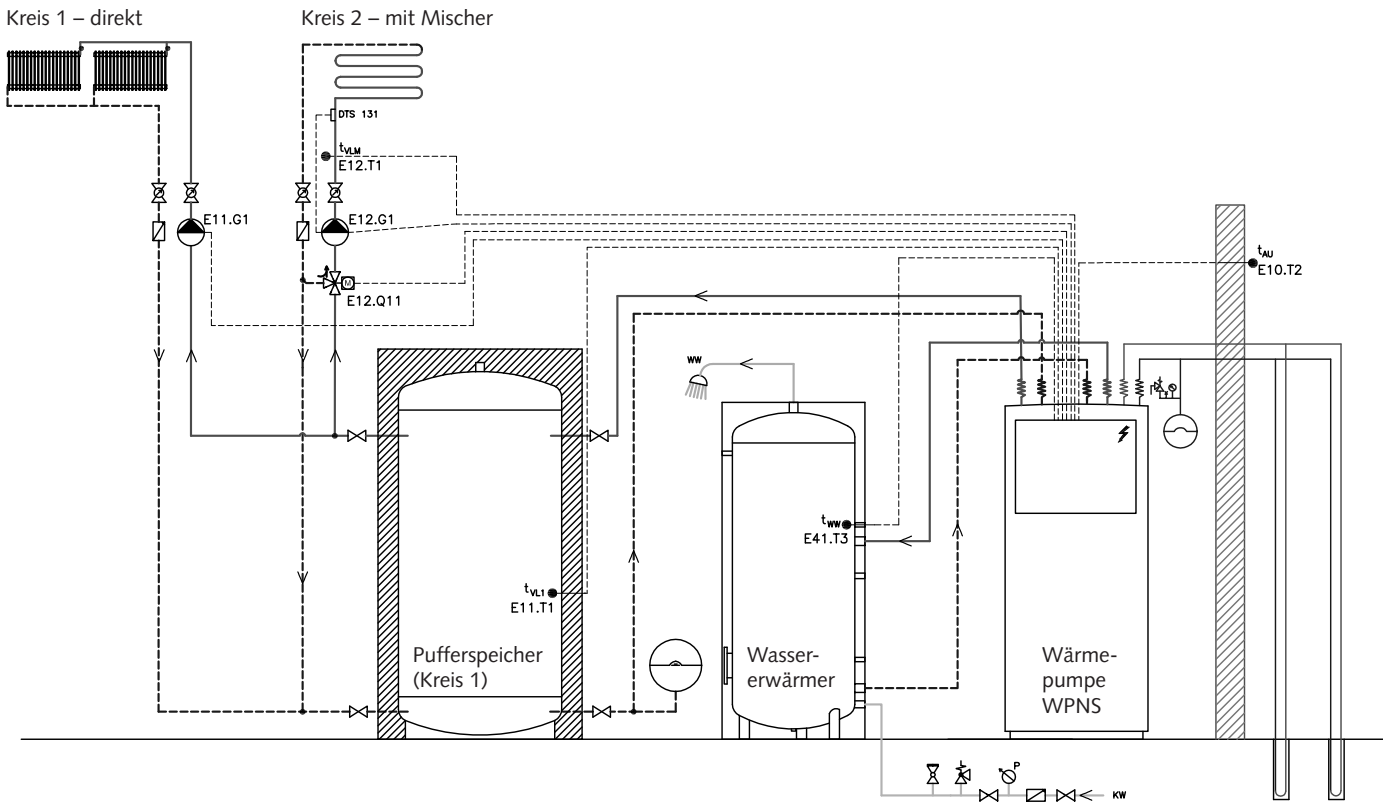 Kreis 1 – direkt
Kreis 2 – mit Mischer
DTS 131
tVLM
E12.T1
E11.G1
E12.G1
M
E12.Q11
tAU
E10.T2
WW
tWW
E41.T3
tVL1
E11.T1
Pufferspeicher
(Kreis 1)
Wasser-
erwärmer
Wärme-
pumpe
WPNS
P
KW